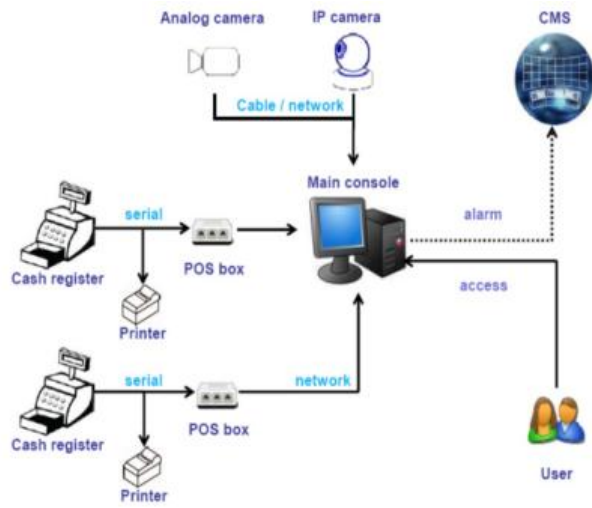 Analog camera
IP camera
CMS
Cable / network
Main console
serial
alarm
POS box
Cash register
access
Printer
serial
network
POS box
Cash register
User
Printer